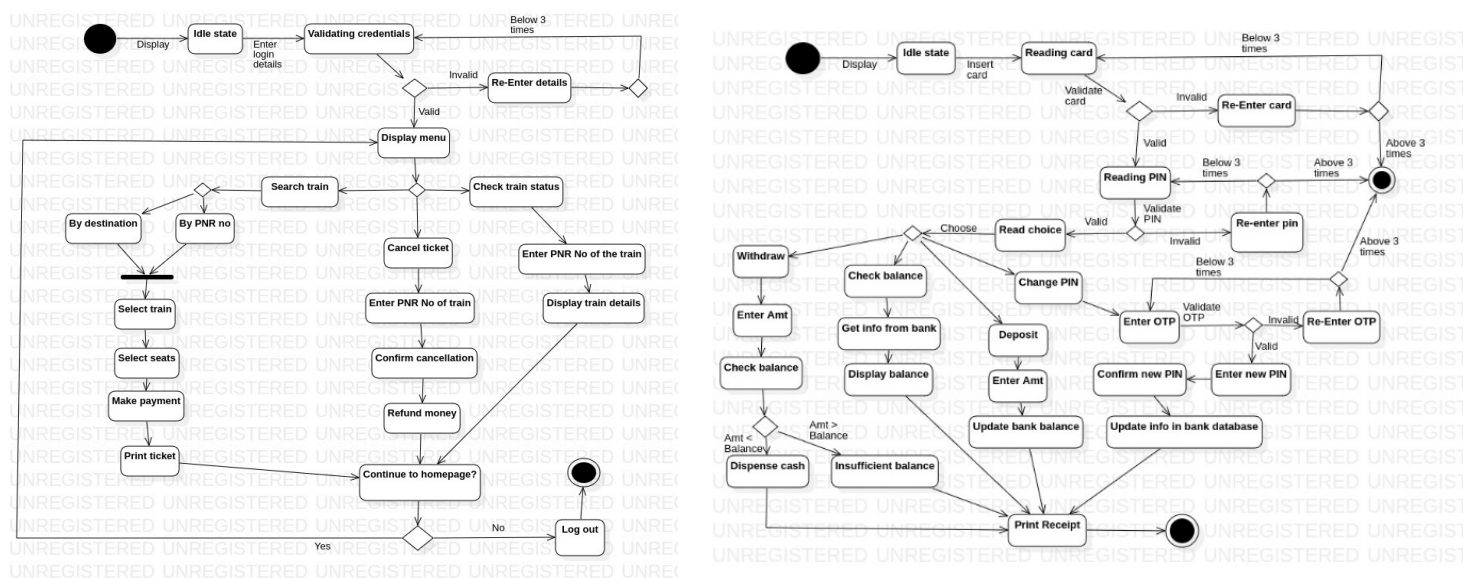 UNREGISTERED UNREGISTERED UNREGISTERED UNREGISTERED UNREG
Display
Idle state
Enter
login
details
Validating credentials
Below 3
times
Invalid
Re-Enter details
Valid
Display menu
Search train
Check train status
By destination
By PNR no
Cancel ticket
Enter PNR No of the train
Select train
Enter PNR No of train
Display train details
Select seats
Confirm cancellation
Make payment
Refund money
Print ticket
Continue to homepage?
No
Log out
Yes
Display
Idle state
Insert
card
Reading card
Below 3
times
Validate
card
Invalid
Re-Enter card
Valid
Above 3
times
Reading PIN
Below 3
times
Above 3
times
Validate
PIN
Re-enter pin
Invalid
Valid
Read choice
Choose
Above 3
times
Withdraw
Check balance
Change PIN
Below 3
times
Enter Amt
Get info from bank
Deposit
Enter OTP
Validate
OTP
Invalid
Re-Enter OTP
Valid
Check balance
Display balance
Enter Amt
Confirm new PIN
Enter new PIN
Amt <
Balance
Amt >
Balance
Update bank balance
Update info in bank database
Dispense cash
Insufficient balance
Print Receipt